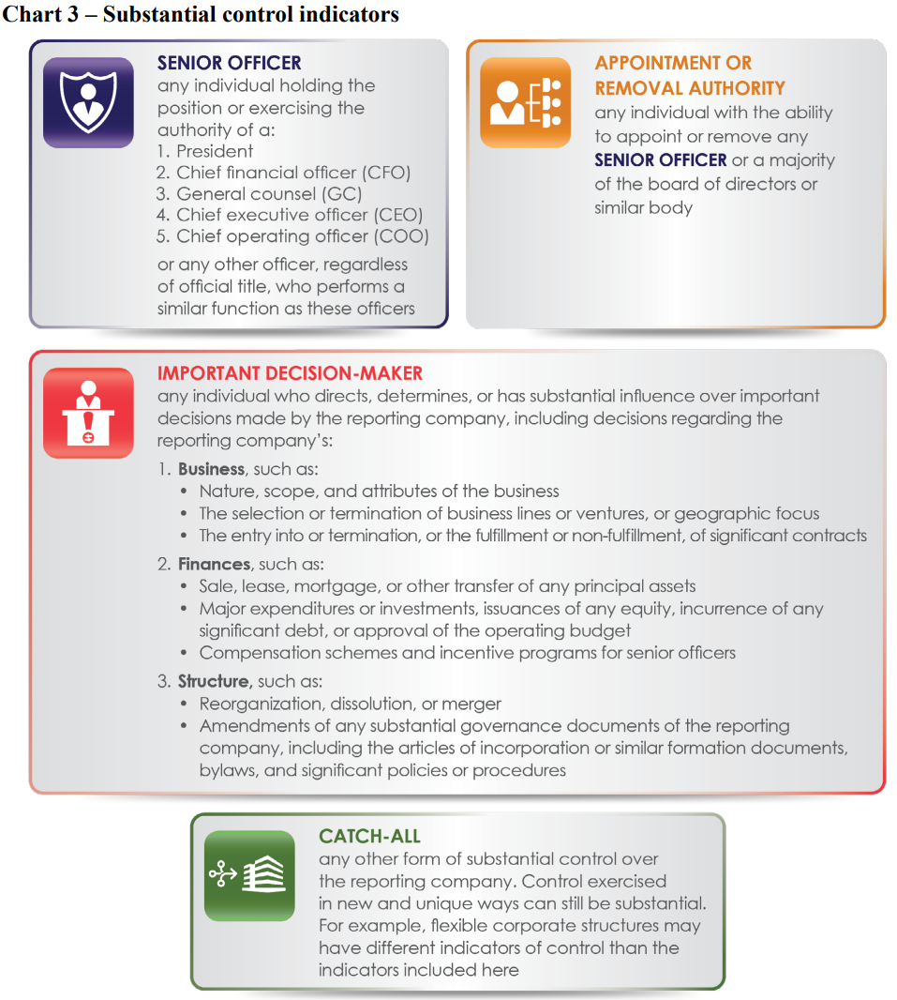 Chart 3 – Substantial control indicators
SENIOR OFFICER
any individual holding the
position or exercising the
authority of a:
1. President
2. Chief financial officer (CFO)
3. General counsel (GC)
4. Chief executive officer (CEO)
5. Chief operating officer (COO)
or any other officer, regardless
of official title, who performs a
similar function as these officers
APPOINTMENT OR
REMOVAL AUTHORITY
any individual with the ability
to appoint or remove any
SENIOR OFFICER or a majority
of the board of directors or
similar body
IMPORTANT DECISION-MAKER
any individual who directs, determines, or has substantial influence over important
decisions made by the reporting company, including decisions regarding the
reporting company's:
1. Business, such as:
• Nature, scope, and attributes of the business
• The selection or termination of business lines or ventures, or geographic focus
• The entry into or termination, or the fulfillment or non-fulfillment, of significant contracts
2. Finances, such as:
• Sale, lease, mortgage, or other transfer of any principal assets
• Major expenditures or investments, issuances of any equity, incurrence of any
significant debt, or approval of the operating budget
• Compensation schemes and incentive programs for senior officers
3. Structure, such as:
• Reorganization, dissolution, or merger
• Amendments of any substantial governance documents of the reporting
company, including the articles of incorporation or similar formation documents,
bylaws, and significant policies or procedures
CATCH-ALL
any other form of substantial control over
the reporting company. Control exercised
in new and unique ways can still be substantial.
For example, flexible corporate structures may
have different indicators of control than the
indicators included here